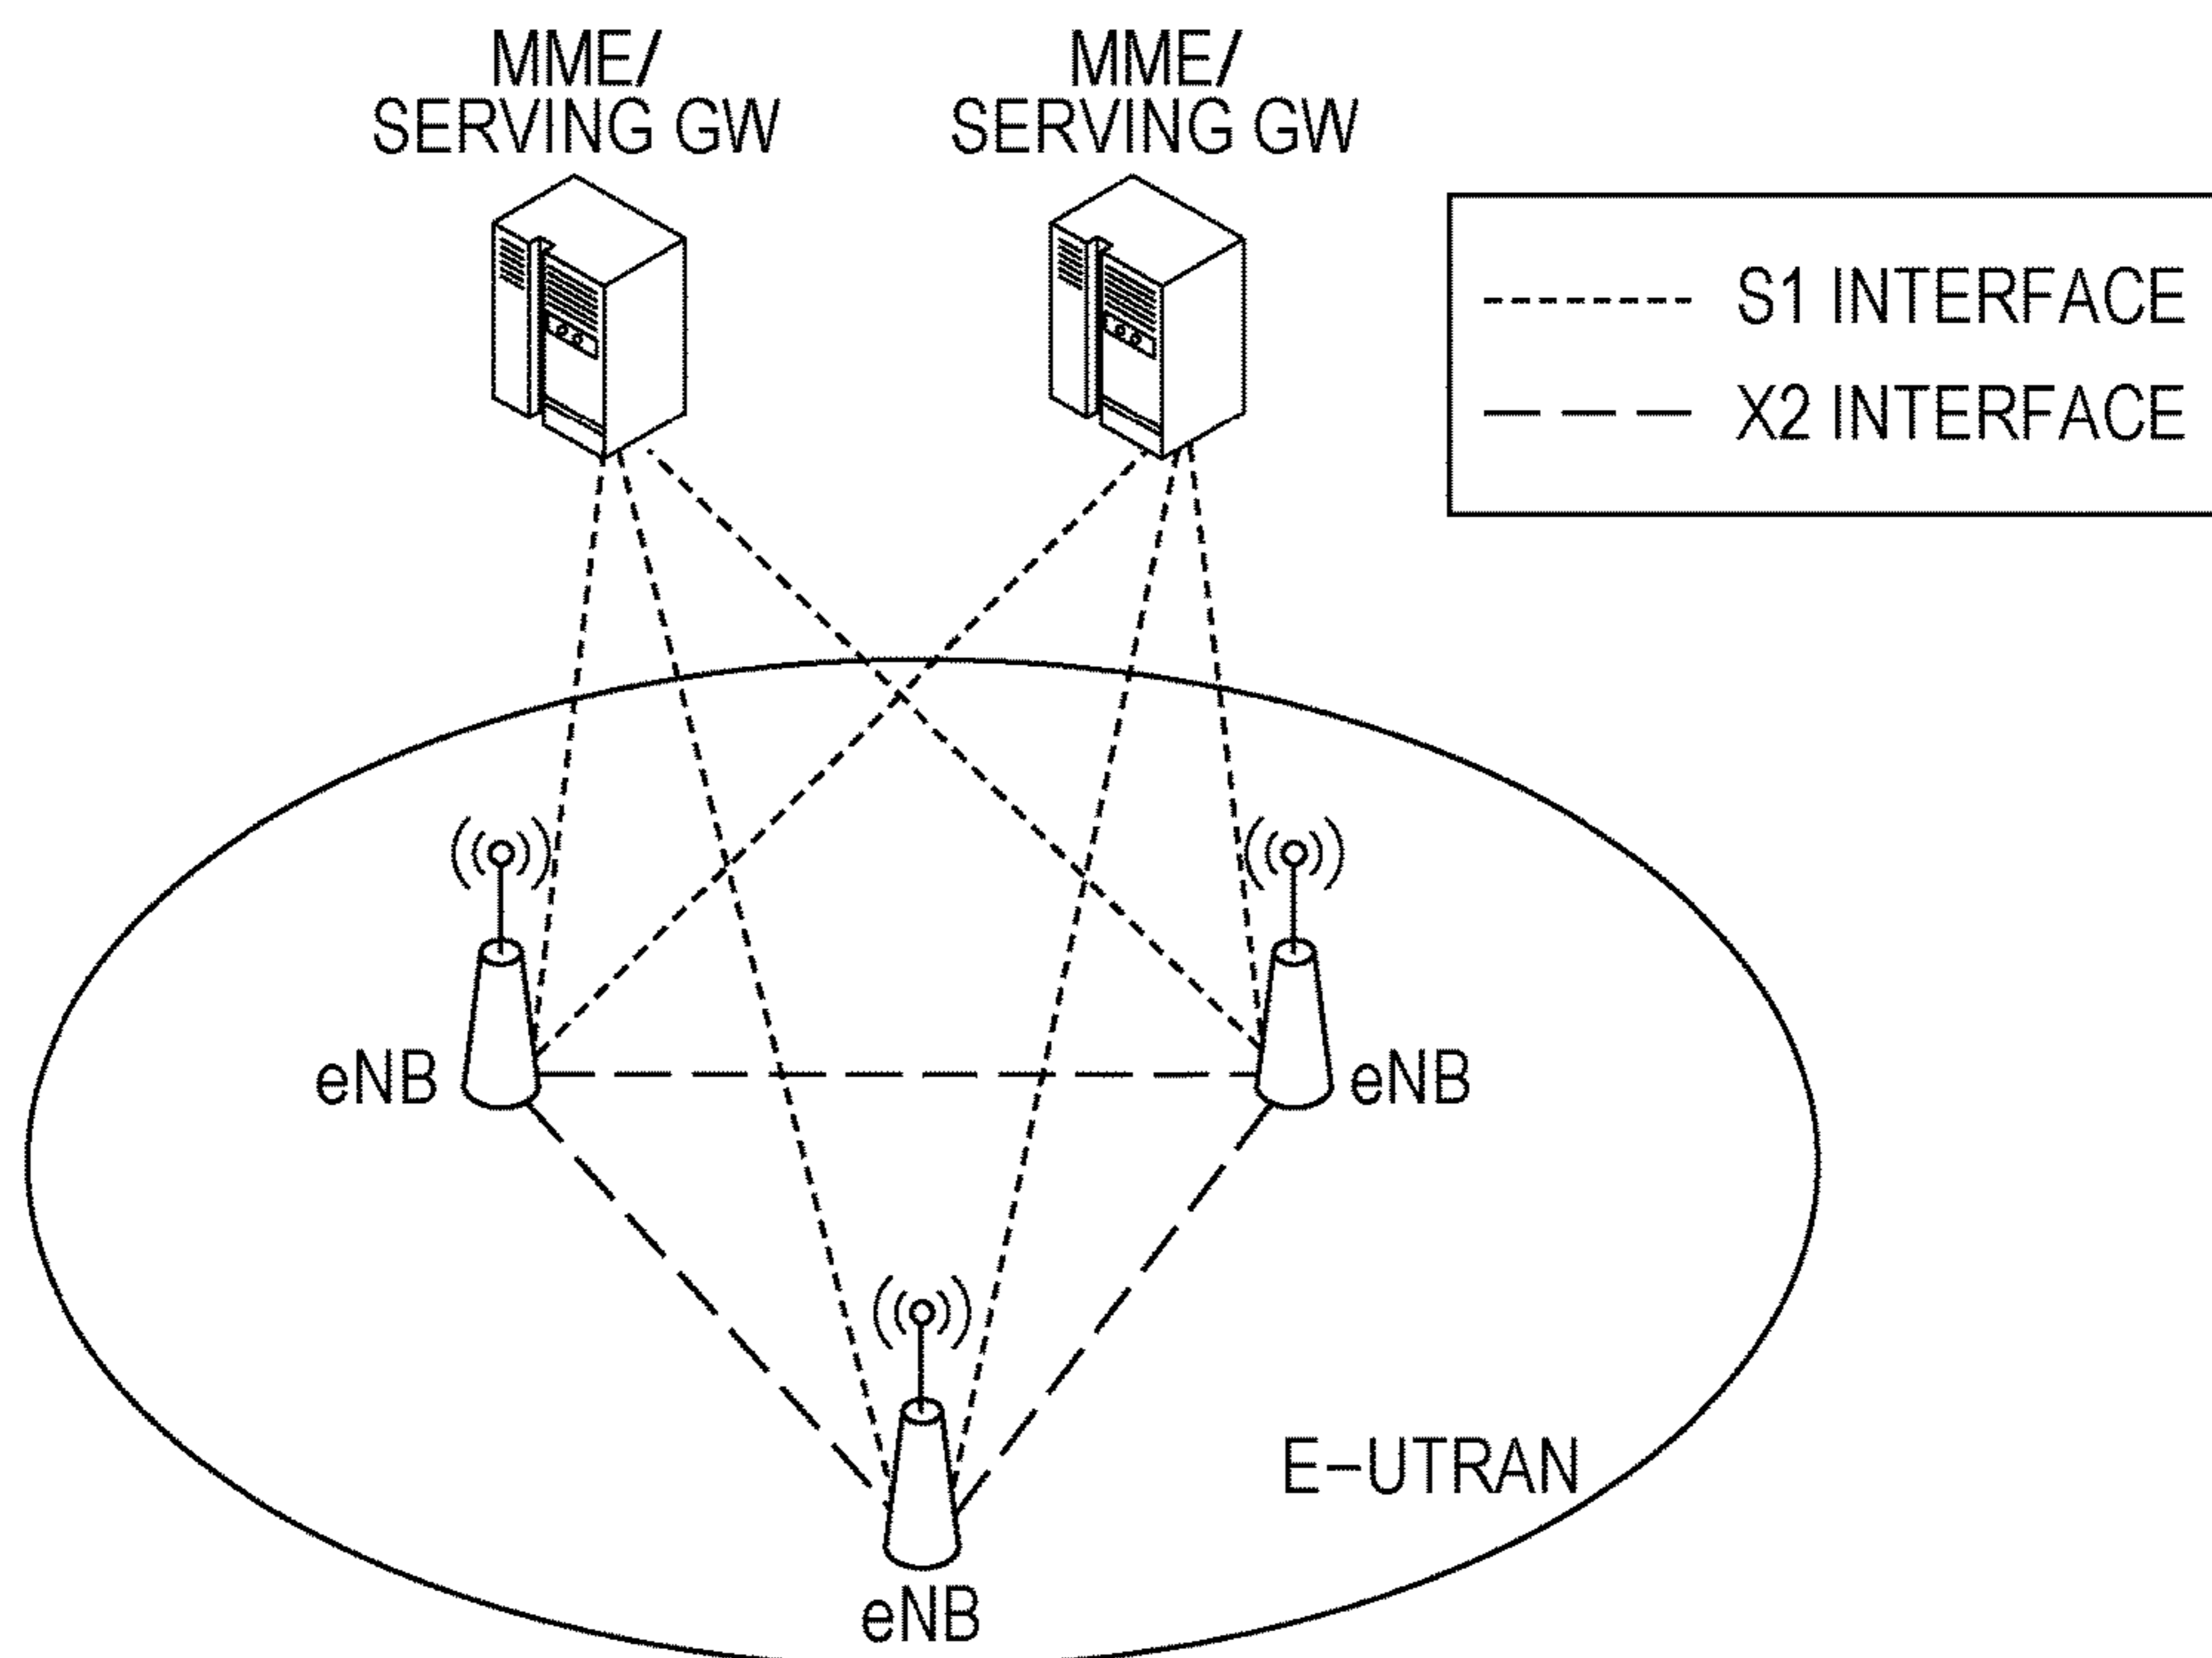 MME/
SERVING GW
MME/
SERVING GW
S1 INTERFACE
X2 INTERFACE
eNB
eNB
E-UTRAN
eNB